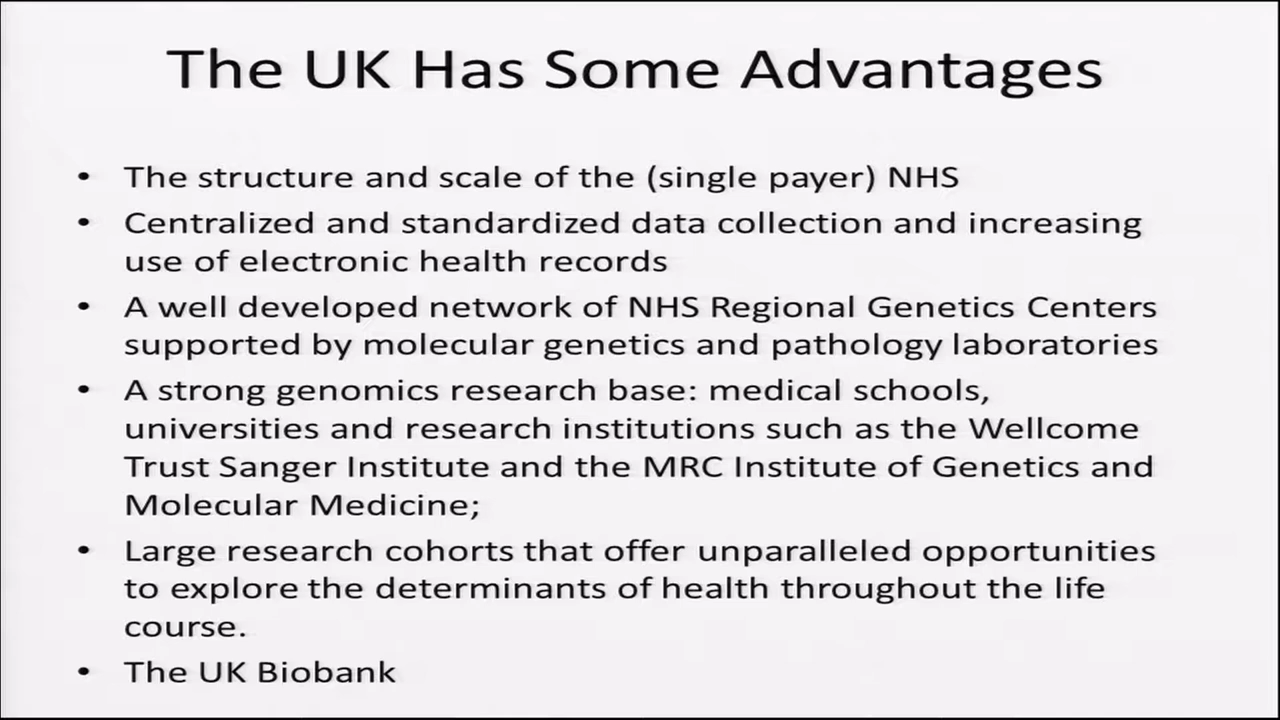 The UK Has Some Advantages
• The structure and scale of the (single payer) NHS
• Centralized and standardized data collection and increasing
use of electronic health records
• A well developed network of NHS Regional Genetics Centers
supported by molecular genetics and pathology laboratories
• A strong genomics research base: medical schools,
universities and research institutions such as the Wellcome
Trust Sanger Institute and the MRC Institute of Genetics and
Molecular Medicine;
• Large research cohorts that offer unparalleled opportunities
to explore the determinants of health throughout the life
course.
• The UK Biobank